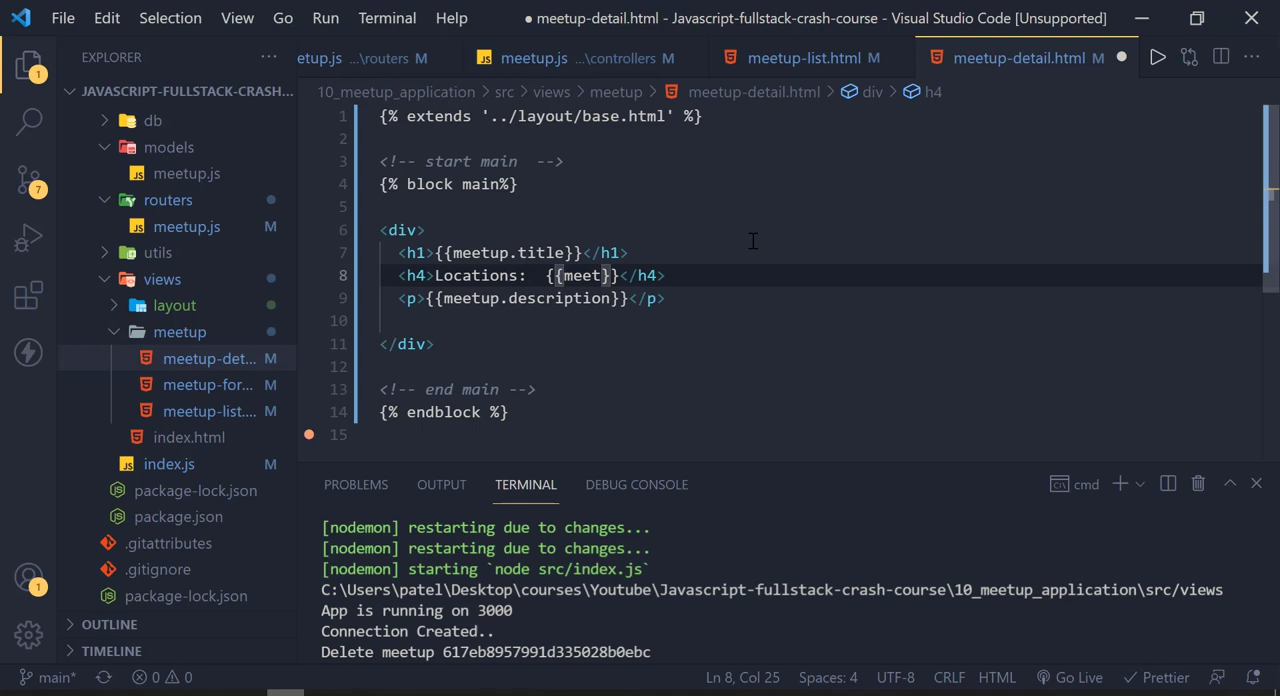 File Edit Selection View Go Run Terminal Help
● meetup-detail.html - Javascript-fullstack-crash-course - Visual Studio Code [Unsupported]
EXPLORER
etup.js ...\routers M
meetup.js ...\controllers M
meetup-list.html M
meetup-detail.html M
JAVASCRIPT-FULLSTACK-CRASH...
db
models
meetup.js
routers
meetup.js M
utils
views
layout
meetup
meetup-det... M
meetup-for... M
meetup-list.... M
index.html
index.js M
package-lock.json
package.json
.gitattributes
.gitignore
package-lock.json
OUTLINE
TIMELINE
1
7
1
10_meetup_application > src > views > meetup > meetup-detail.html > div > h4
1 {% extends '../layout/base.html' %}
2
3 <!-- start main  -->
4 {% block main%}
5
6 <div>
7 <h1>{{meetup.title}}</h1>
8 <h4>Locations:  {{meet}}</h4>
9 <p>{{meetup.description}}</p>
10
11 </div>
12
13 <!-- end main -->
14 {% endblock %}
15
PROBLEMS OUTPUT TERMINAL DEBUG CONSOLE
cmd
[nodemon] restarting due to changes...
[nodemon] restarting due to changes...
[nodemon] starting `node src/index.js`
C:\Users\patel\Desktop\courses\Youtube\Javascript-fullstack-crash-course\10_meetup_application\src/views
App is running on 3000
Connection Created..
Delete meetup 617eb8957991d335028b0ebc
main* 0 0 Ln 8, Col 25 Spaces: 4 UTF-8 CRLF HTML Go Live Prettier